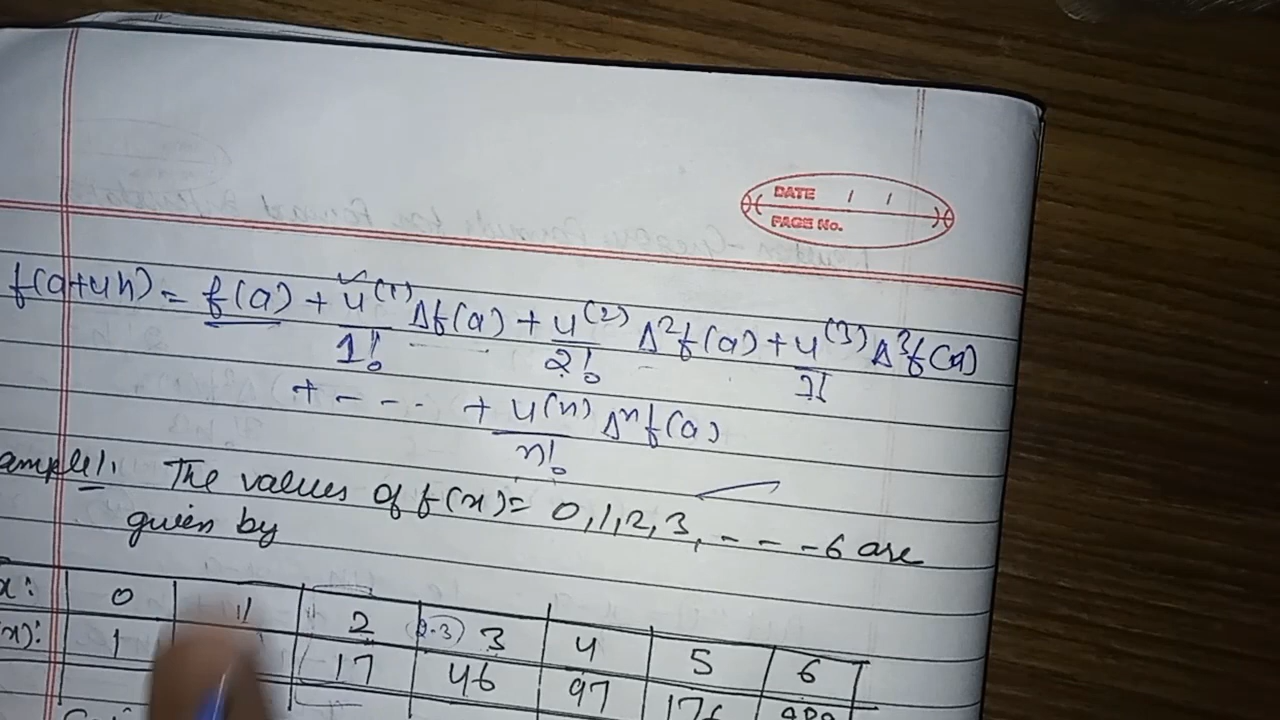 DATE / /
PAGE No.
f(a+uh) = f(a) + u^(1)/1! Δf(a) + u^(2)/2! Δ²f(a) + u^(3)/3! Δ³f(a)
+ - - - - + u^(n)/n! Δⁿf(a)
ample1. The values of f(x)= 0,1,2,3, - - - -6 are
given by
x: 0 1 2 (2.3) 3 4 5 6
x): 1 17 46 97